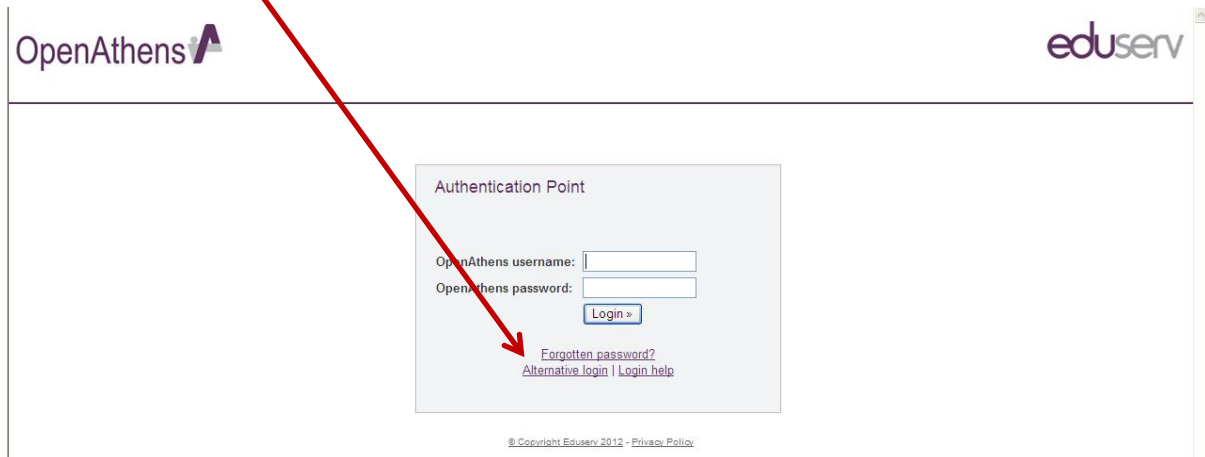 OpenAthens
eduserv
Authentication Point
OpenAthens username:
OpenAthens password:
Login »
Forgotten password?
Alternative login | Login help
© Copyright Eduserv 2012 - Privacy Policy